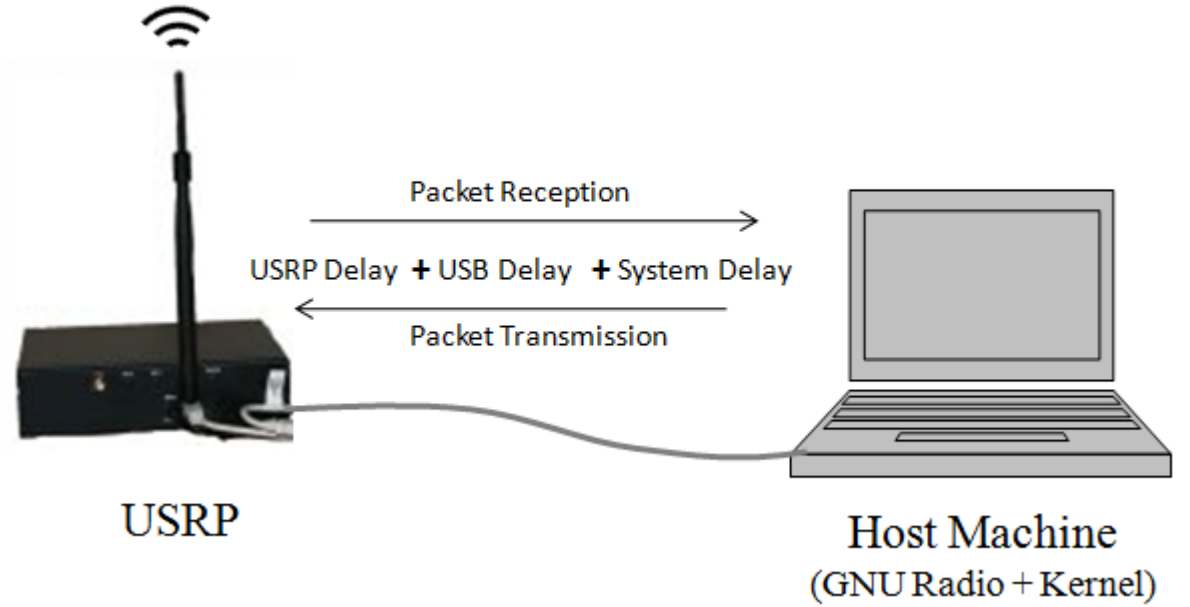 Packet Reception
USRP Delay + USB Delay + System Delay
Packet Transmission
USRP
Host Machine
(GNU Radio + Kernel)